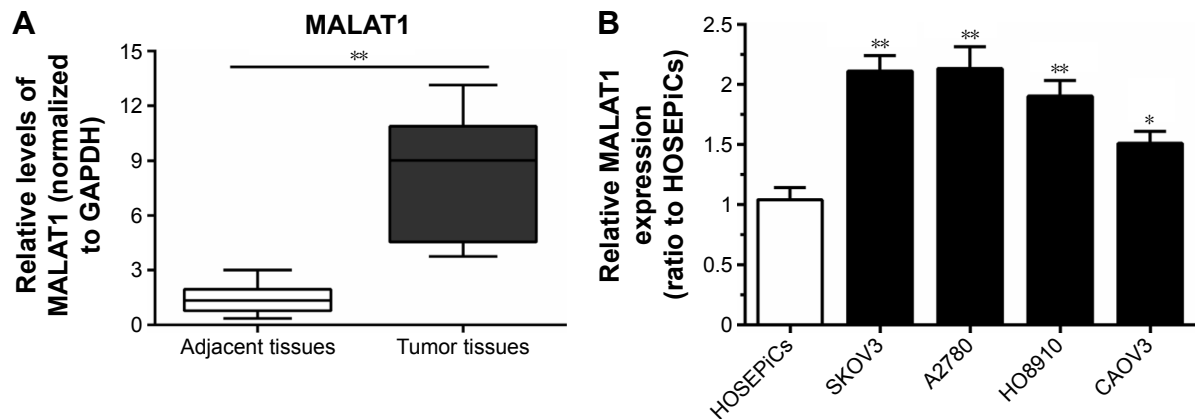 A
MALAT1
Relative levels of
MALAT1 (normalized
to GAPDH)
15
12
9
6
3
0
**
Adjacent tissues
Tumor tissues
B
Relative MALAT1
expression
(ratio to HOSEPiCs)
2.5
2
1.5
1
0.5
0
**
**
**
*
HOSEPiCs
SKOV3
A2780
HO8910
CAOV3